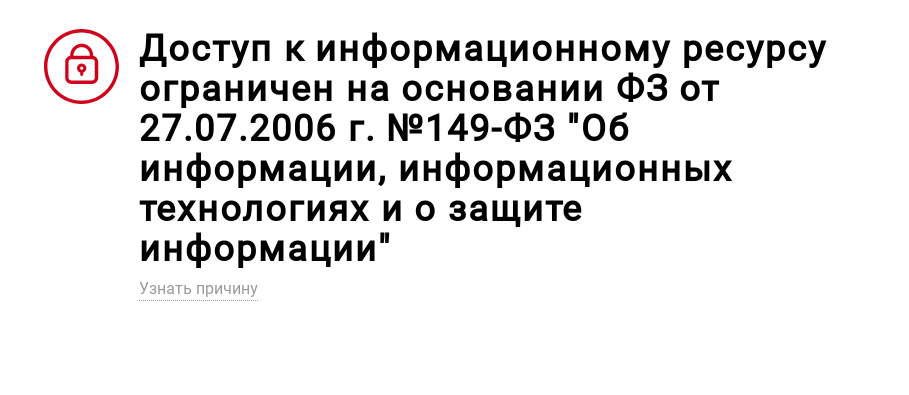 Доступ к информационному ресурсу
ограничен на основании ФЗ от
27.07.2006 г. №149-ФЗ "Об
информации, информационных
технологиях и о защите
информации"
Узнать причину